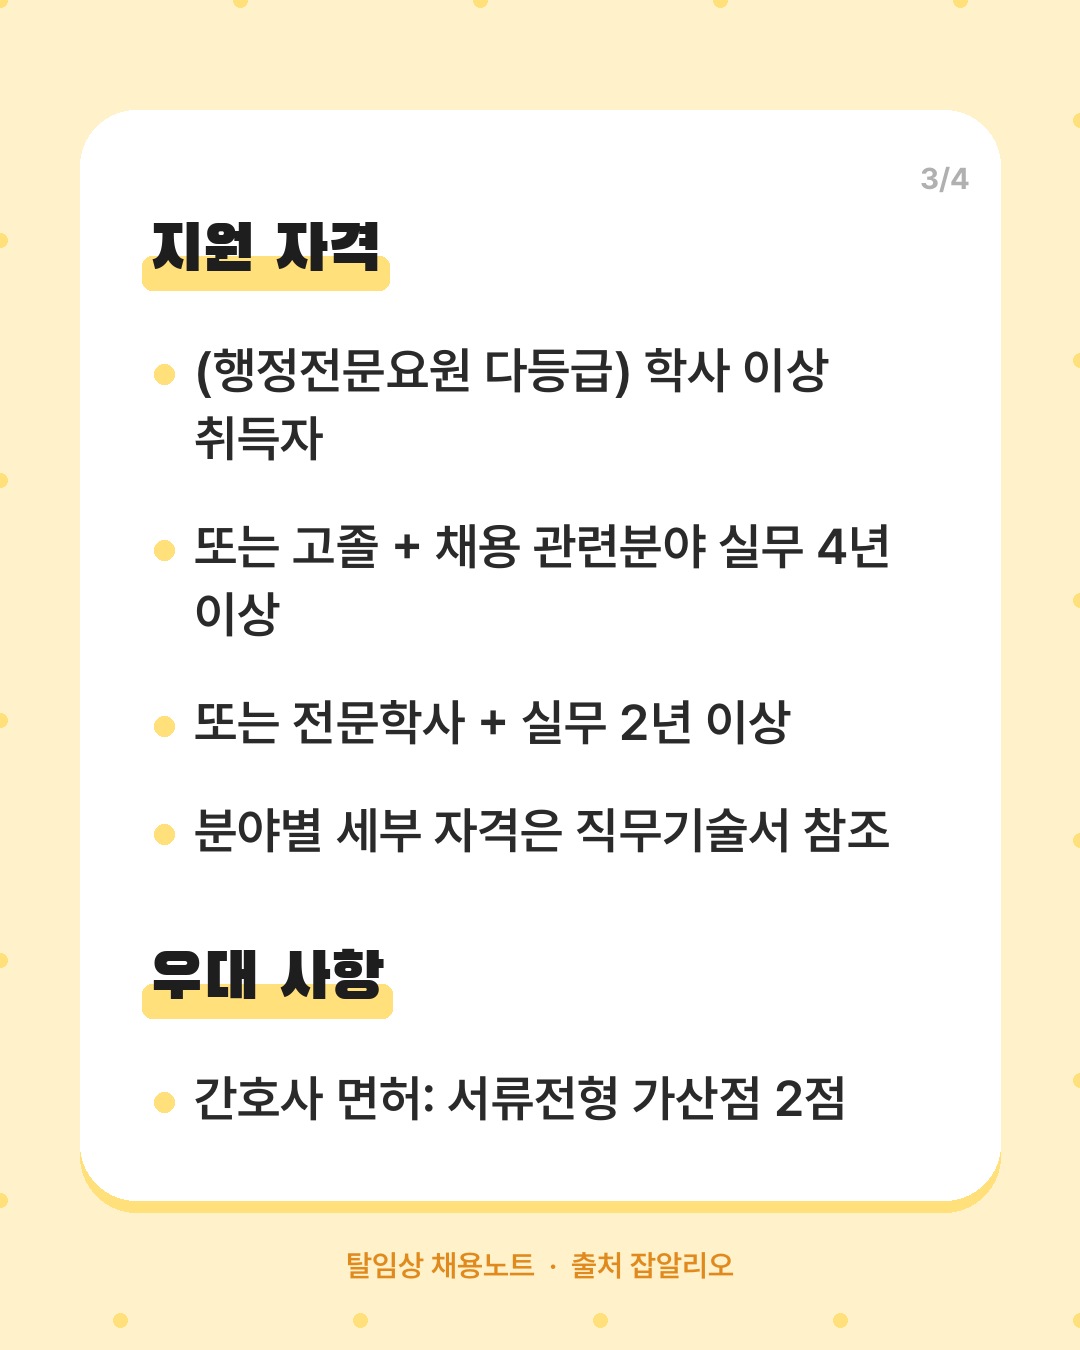 3/4
지원 자격
(행정전문요원 다등급) 학사 이상
취득자
또는 고졸 + 채용 관련분야 실무 4년
이상
또는 전문학사 + 실무 2년 이상
분야별 세부 자격은 직무기술서 참조
우대 사항
간호사 면허: 서류전형 가산점 2점
탈임상 채용노트 · 출처 잡알리오